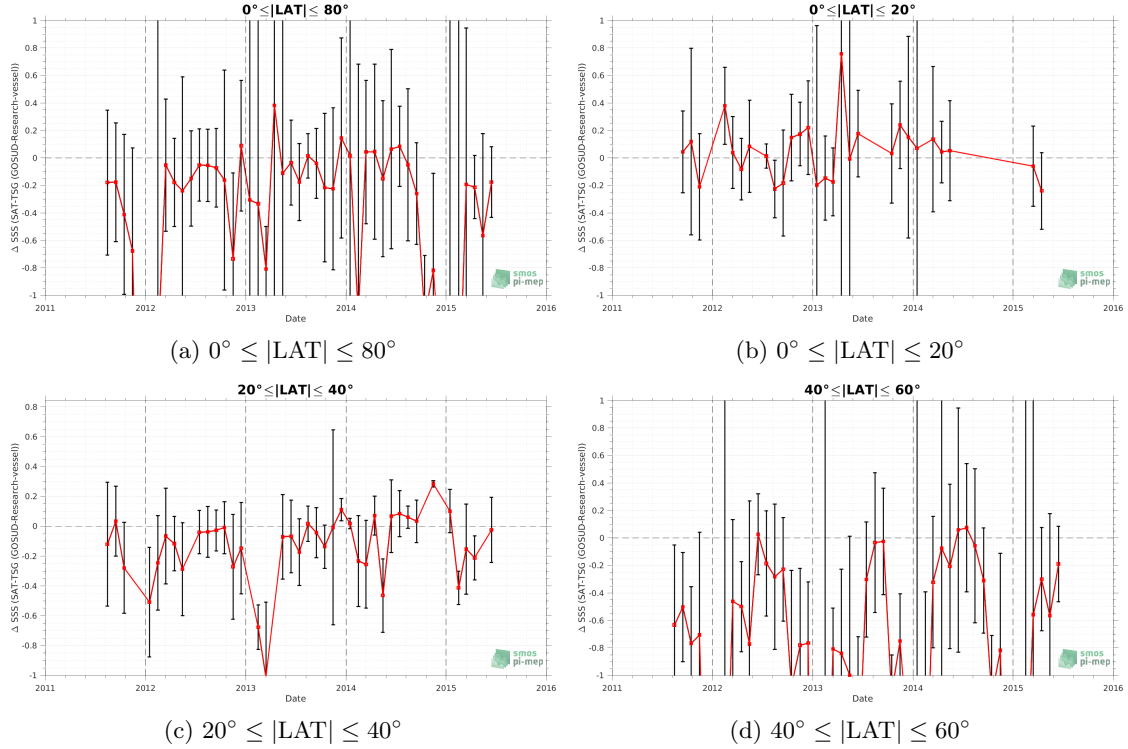 0°≤|LAT|≤ 80°
1
0.8
0.6
0.4
0.2
0
-0.2
-0.4
-0.6
-0.8
-1
Δ SSS (SAT-TSG (GOSUD-Research-vessel))
2011 2012 2013 2014 2015 2016
Date
smos
pi-mep
(a) 0° ≤ |LAT| ≤ 80°
0°≤|LAT|≤ 20°
1
0.8
0.6
0.4
0.2
0
-0.2
-0.4
-0.6
-0.8
-1
Δ SSS (SAT-TSG (GOSUD-Research-vessel))
2011 2012 2013 2014 2015 2016
Date
smos
pi-mep
(b) 0° ≤ |LAT| ≤ 20°
20°≤|LAT|≤ 40°
0.8
0.6
0.4
0.2
0
-0.2
-0.4
-0.6
-0.8
-1
Δ SSS (SAT-TSG (GOSUD-Research-vessel))
2011 2012 2013 2014 2015 2016
Date
smos
pi-mep
(c) 20° ≤ |LAT| ≤ 40°
40°≤|LAT|≤ 60°
1
0.8
0.6
0.4
0.2
0
-0.2
-0.4
-0.6
-0.8
-1
Δ SSS (SAT-TSG (GOSUD-Research-vessel))
2011 2012 2013 2014 2015 2016
Date
smos
pi-mep
(d) 40° ≤ |LAT| ≤ 60°